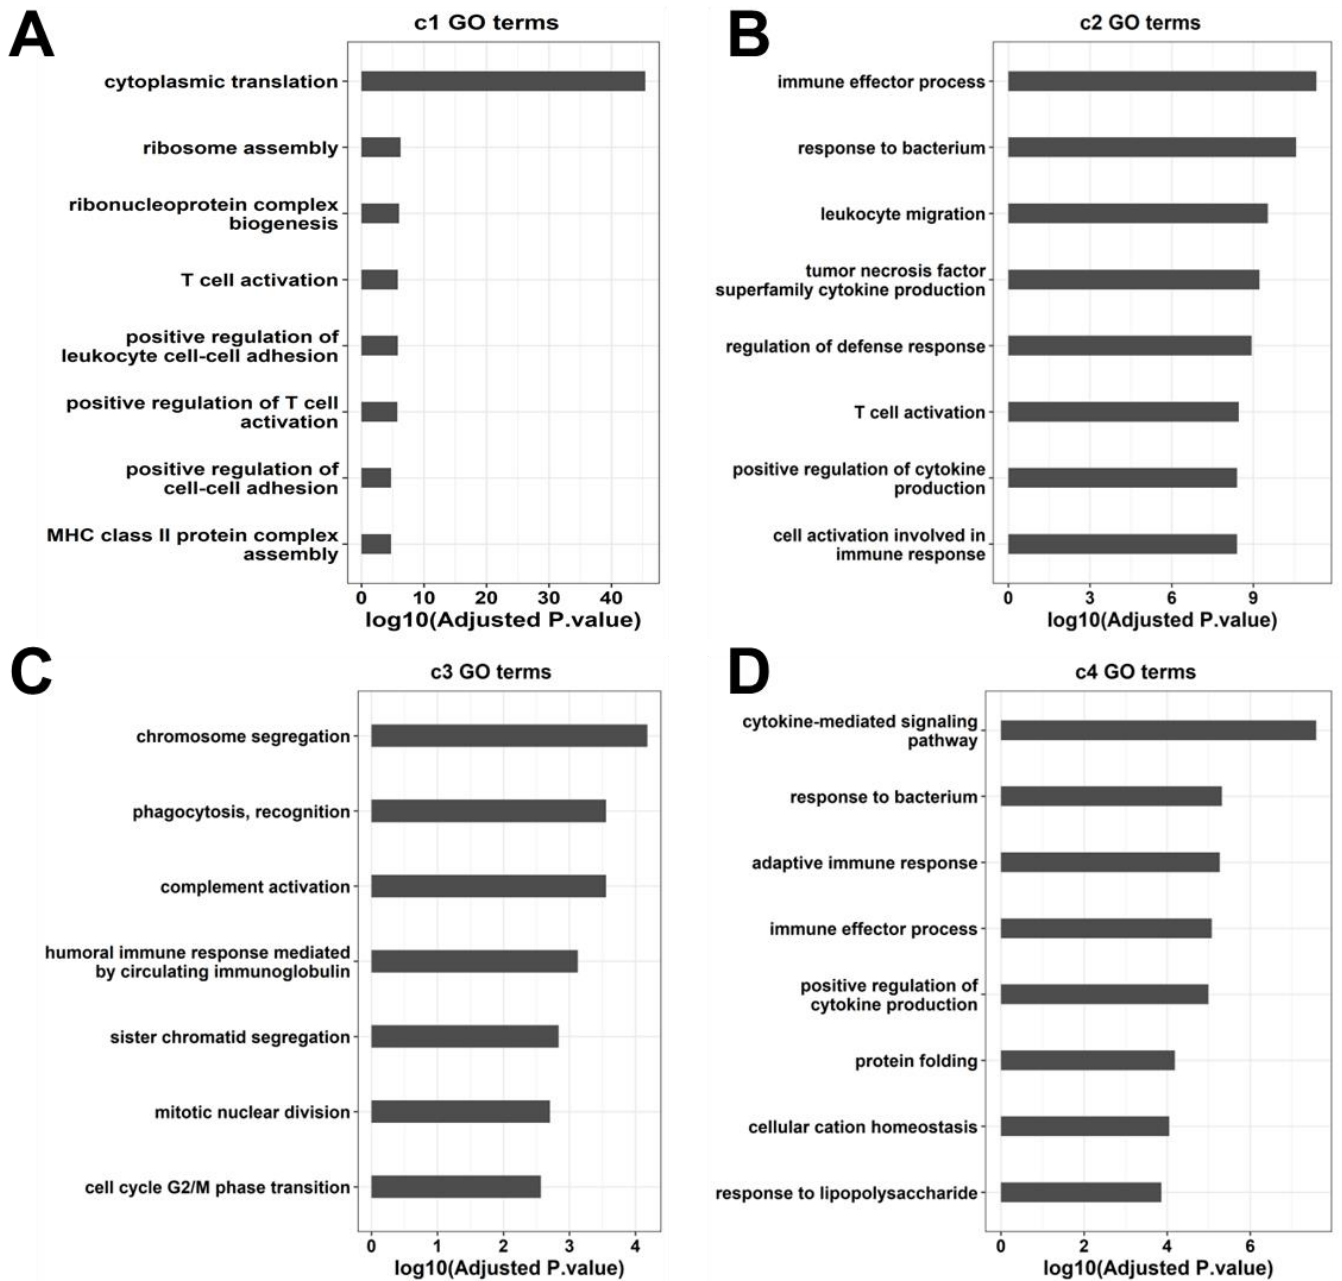 A
c1 GO terms
cytoplasmic translation
ribosome assembly
ribonucleoprotein complex
biogenesis
T cell activation
positive regulation of
leukocyte cell-cell adhesion
positive regulation of T cell
activation
positive regulation of
cell-cell adhesion
MHC class II protein complex
assembly
0 10 20 30 40
log10(Adjusted P.value)
B
c2 GO terms
immune effector process
response to bacterium
leukocyte migration
tumor necrosis factor
superfamily cytokine production
regulation of defense response
T cell activation
positive regulation of cytokine
production
cell activation involved in
immune response
0 3 6 9
log10(Adjusted P.value)
C
c3 GO terms
chromosome segregation
phagocytosis, recognition
complement activation
humoral immune response mediated
by circulating immunoglobulin
sister chromatid segregation
mitotic nuclear division
cell cycle G2/M phase transition
0 1 2 3 4
log10(Adjusted P.value)
D
c4 GO terms
cytokine-mediated signaling
pathway
response to bacterium
adaptive immune response
immune effector process
positive regulation of
cytokine production
protein folding
cellular cation homeostasis
response to lipopolysaccharide
0 2 4 6
log10(Adjusted P.value)